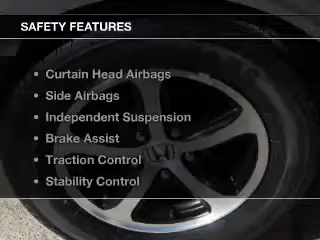 SAFETY FEATURES
• Curtain Head Airbags
• Side Airbags
• Independent Suspension
• Brake Assist
• Traction Control
• Stability Control